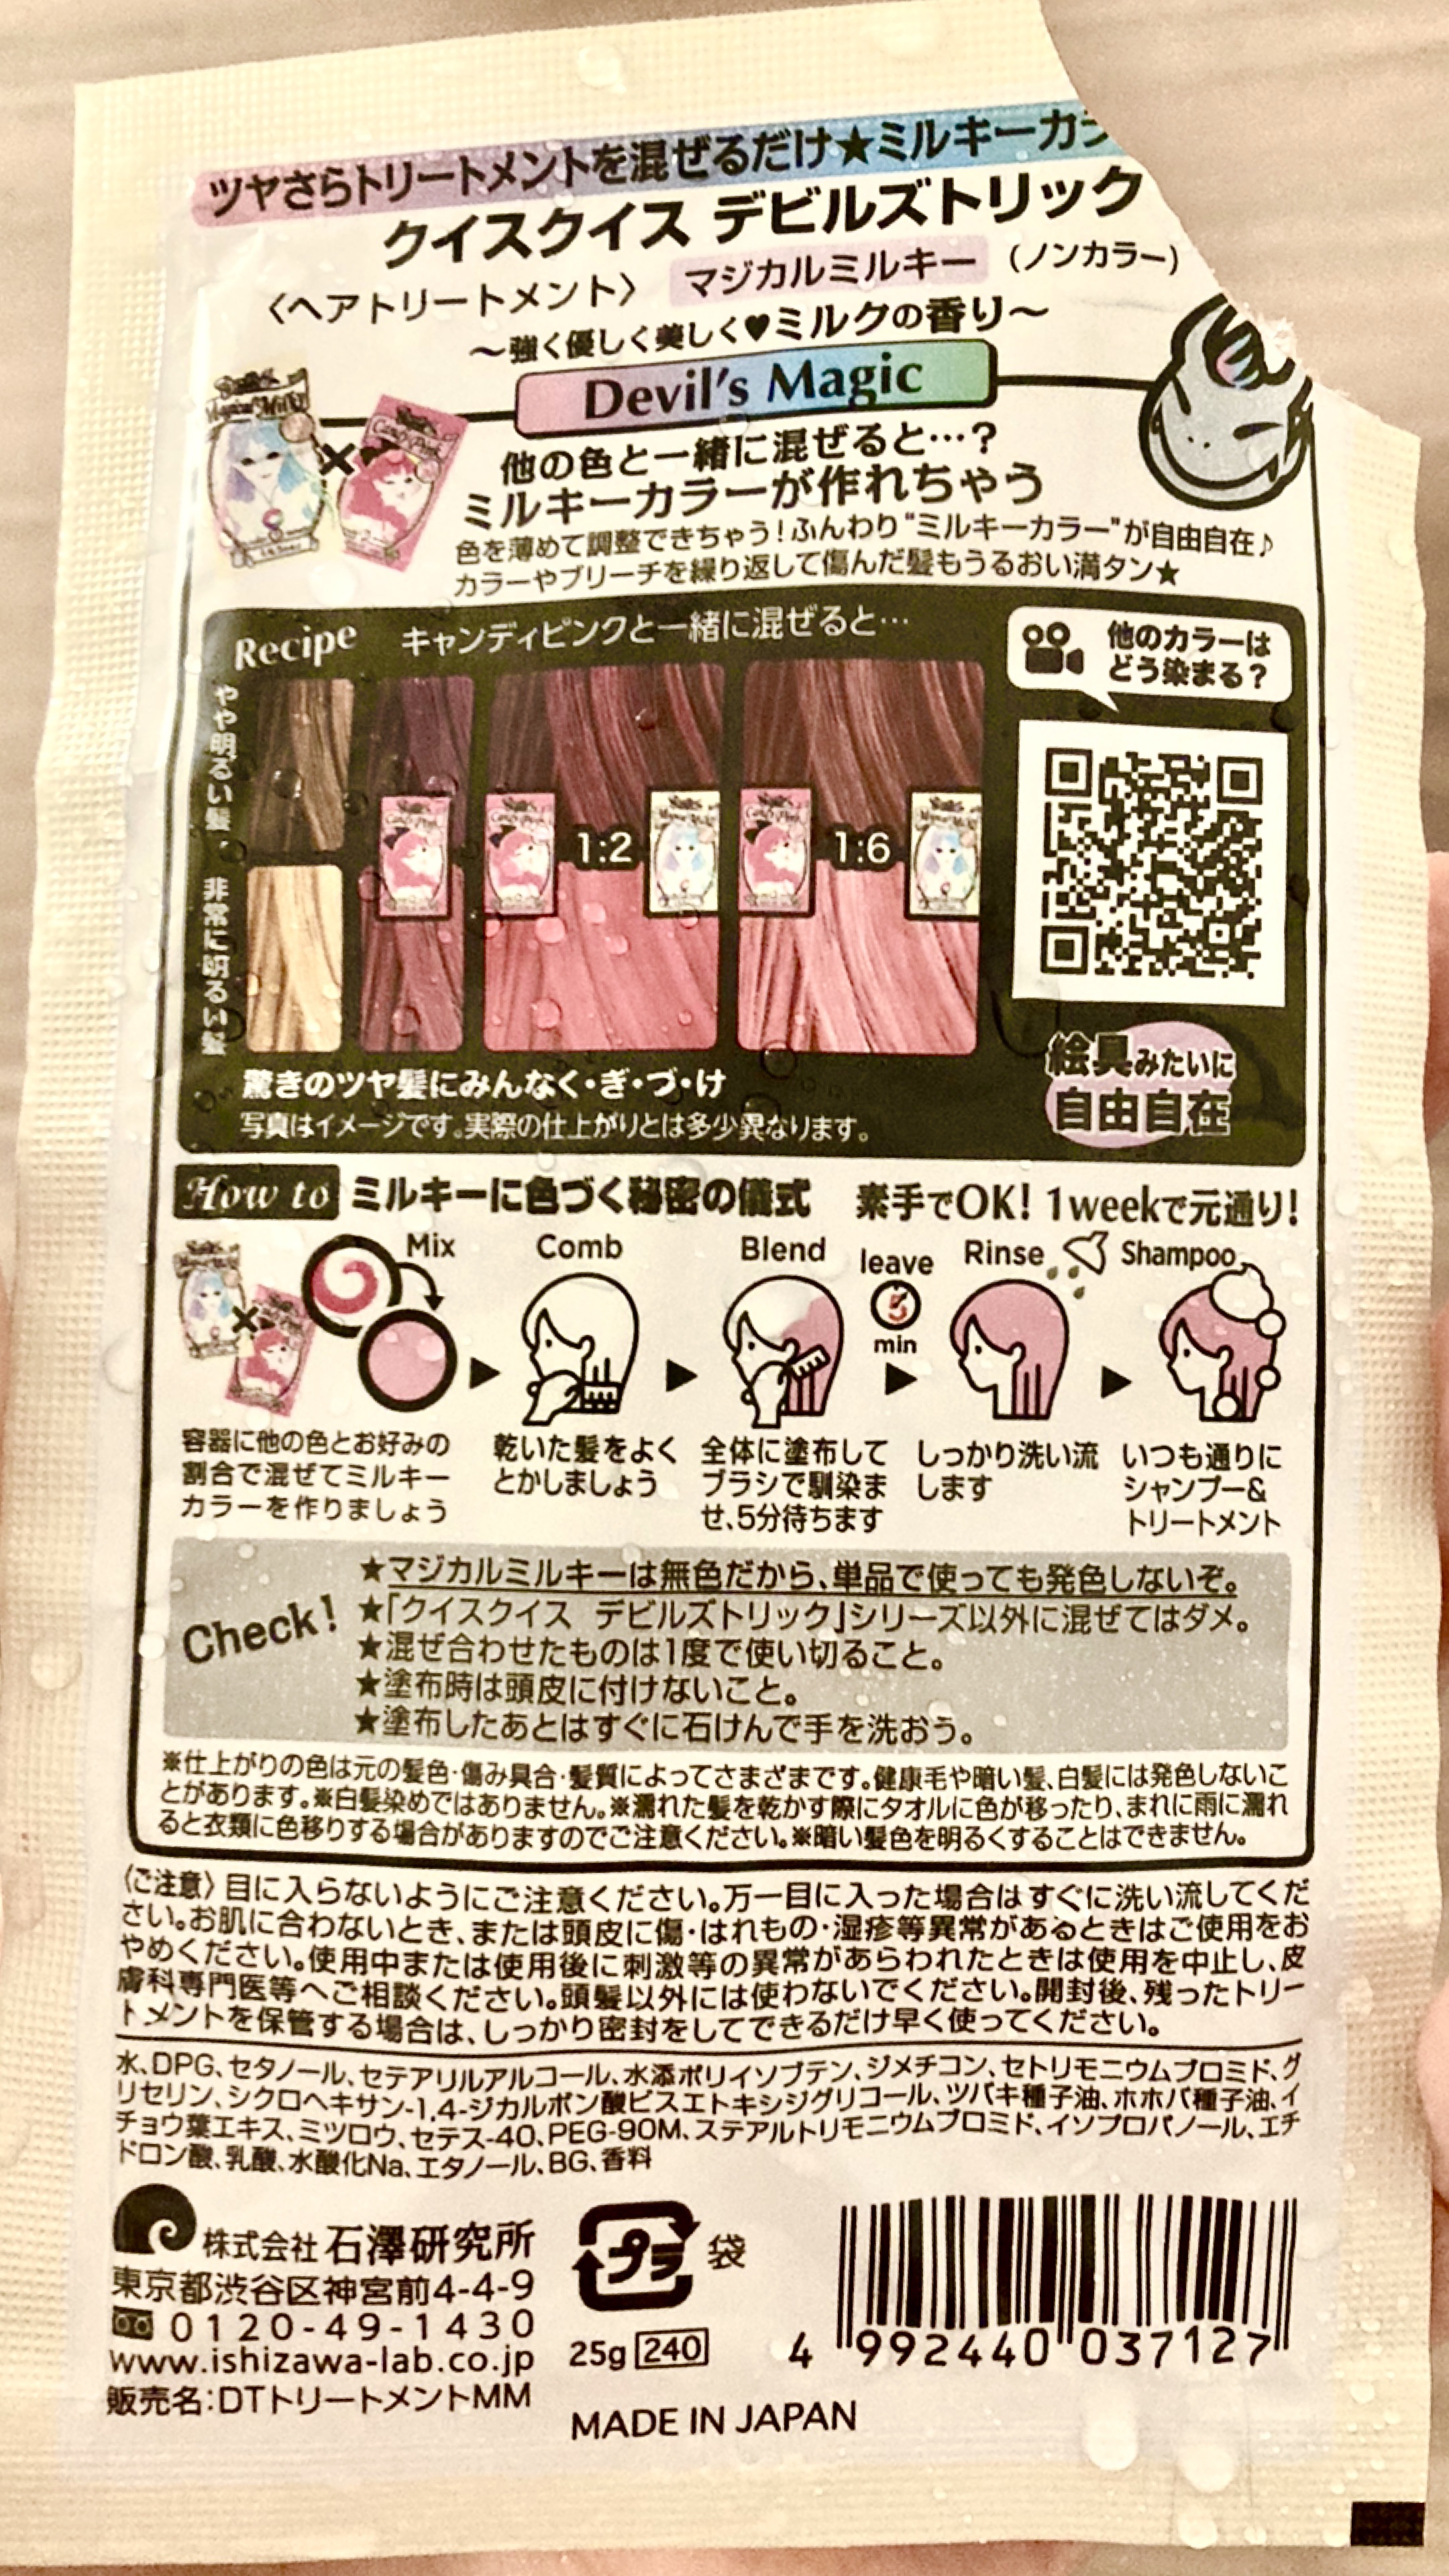 ツヤさらトリートメントを混ぜるだけ★ミルキーカラ
クイスクイス デビルズトリック
〈ヘアトリートメント〉 マジカルミルキー (ノンカラー)
～強く優しく美しく♥ミルクの香り～
Devil's Magic
他の色と一緒に混ぜると…?
ミルキーカラーが作れちゃう
色を薄めて調整できちゃう!ふんわり“ミルキーカラー”が自由自在♪
カラーやブリーチを繰り返して傷んだ髪もうるおい満タン★
Recipe キャンディピンクと一緒に混ぜると…
やや明るい髪
非常に明るい髪
1:2
1:6
他のカラーは
どう染まる?
絵具みたいに
自由自在
驚きのツヤ髪にみんなく・ぎ・づ・け
写真はイメージです。実際の仕上がりとは多少異なります。
How to ミルキーに色づく秘密の儀式 素手でOK! 1weekで元通り!
Mix
Comb
Blend
leave
5
min
Rinse
Shampoo
容器に他の色とお好みの
割合で混ぜてミルキー
カラーを作りましょう
乾いた髪をよく
とかしましょう
全体に塗布して
ブラシで馴染ま
せ、5分待ちます
しっかり洗い流
します
いつも通りに
シャンプー&
トリートメント
Check!
★マジカルミルキーは無色だから、単品で使っても発色しないぞ。
★「クイスクイス デビルズトリック」シリーズ以外に混ぜてはダメ。
★混ぜ合わせたものは1度で使い切ること。
★塗布時は頭皮に付けないこと。
★塗布したあとはすぐに石けんで手を洗おう。
※仕上がりの色は元の髪色・傷み具合・髪質によってさまざまです。健康毛や暗い髪、白髪には発色しないこ
とがあります。※白髪染めではありません。※濡れた髪を乾かす際にタオルに色が移ったり、まれに雨に濡れ
ると衣類に色移りする場合がありますのでご注意ください。※暗い髪色を明るくすることはできません。
〈ご注意〉目に入らないようにご注意ください。万一目に入った場合はすぐに洗い流してくだ
さい。お肌に合わないとき、または頭皮に傷・はれもの・湿疹等異常があるときはご使用をお
やめください。使用中または使用後に刺激等の異常があらわれたときは使用を中止し、皮
膚科専門医等へご相談ください。頭髪以外には使わないでください。開封後、残ったトリー
トメントを保管する場合は、しっかり密封をしてできるだけ早く使ってください。
水、DPG、セタノール、セテアリルアルコール、水添ポリイソブテン、ジメチコン、セトリモニウムブロミド、グ
リセリン、シクロヘキサン-1,4-ジカルボン酸ビスエトキシジグリコール、ツバキ種子油、ホホバ種子油、イ
チョウ葉エキス、ミツロウ、セテス-40、PEG-90M、ステアルトリモニウムブロミド、イソプロパノール、エチ
ドロン酸、乳酸、水酸化Na、エタノール、BG、香料
株式会社 石澤研究所
東京都渋谷区神宮前4-4-9
0120-49-1430
www.ishizawa-lab.co.jp
販売名:DTトリートメントMM
プラ 袋
25g 240
MADE IN JAPAN
4 992440 037127